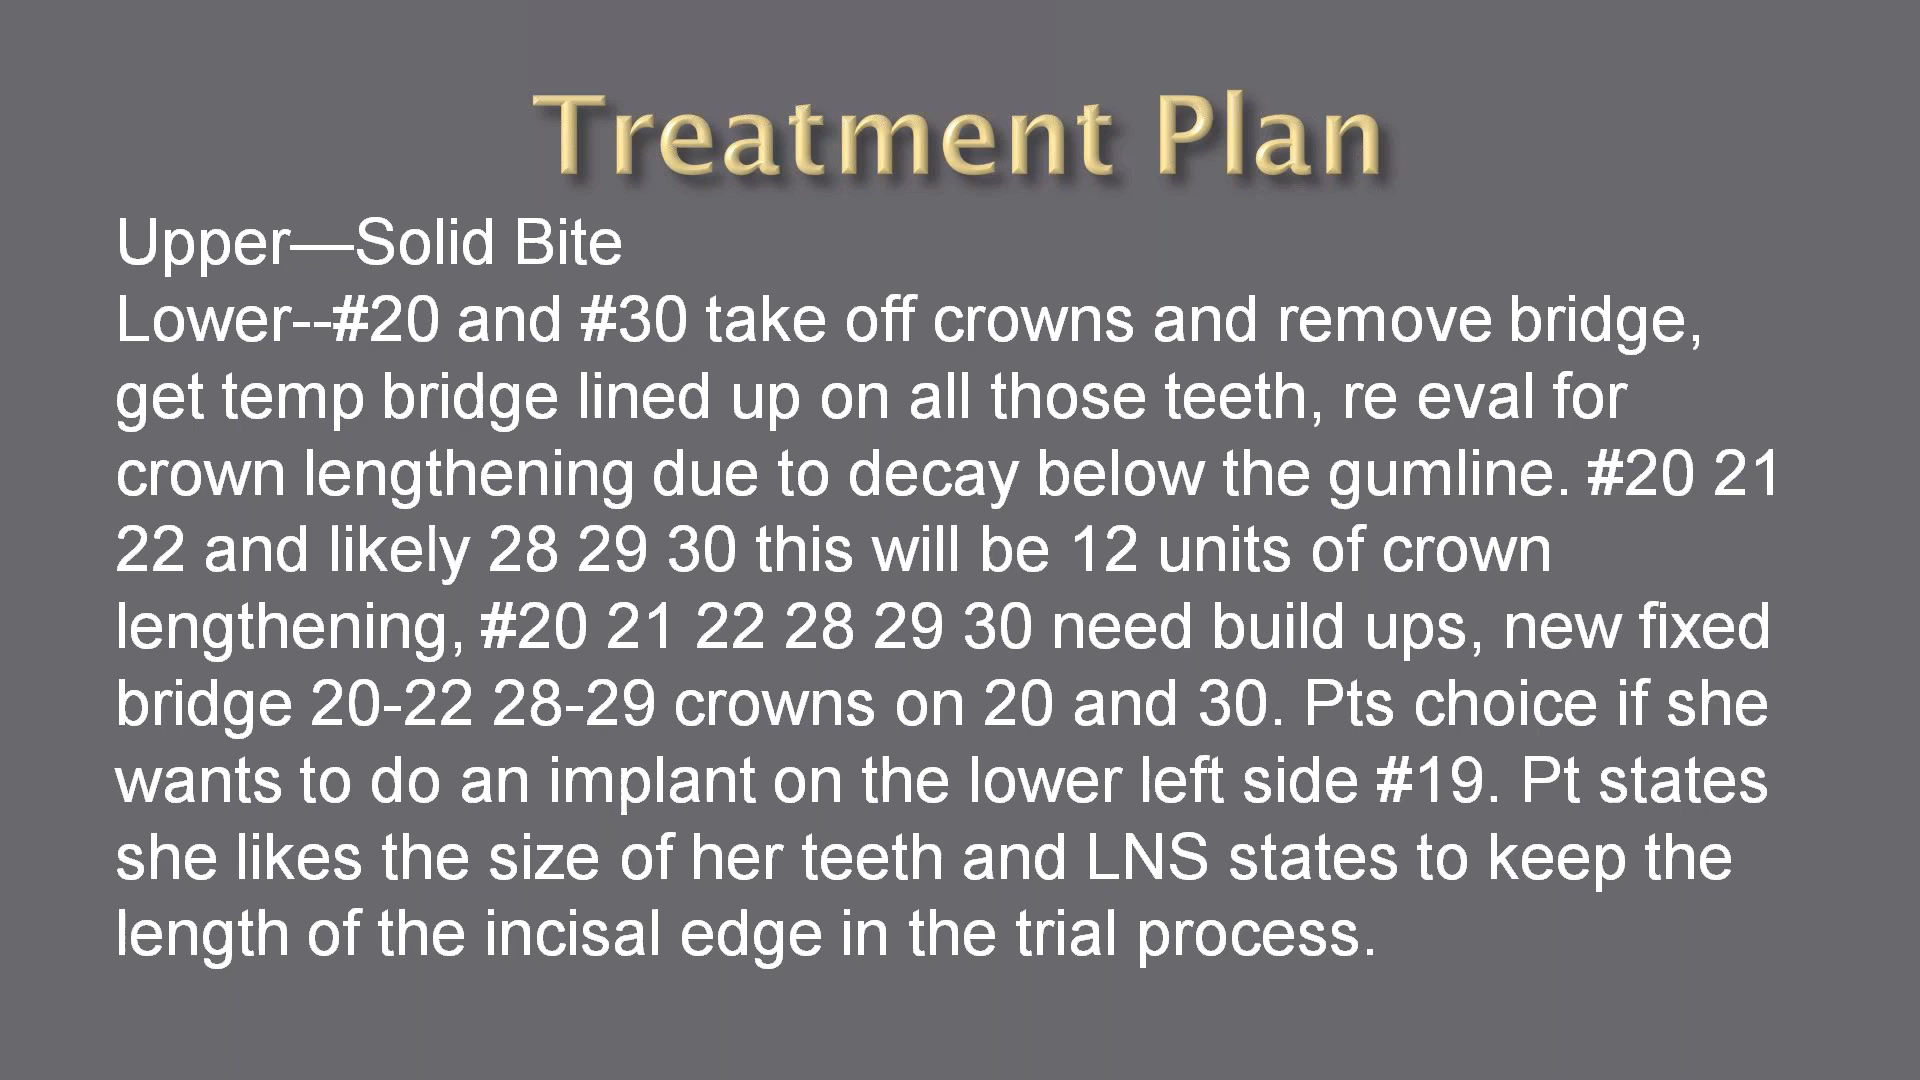 Treatment Plan
Upper—Solid Bite
Lower--#20 and #30 take off crowns and remove bridge,
get temp bridge lined up on all those teeth, re eval for
crown lengthening due to decay below the gumline. #20 21
22 and likely 28 29 30 this will be 12 units of crown
lengthening, #20 21 22 28 29 30 need build ups, new fixed
bridge 20-22 28-29 crowns on 20 and 30. Pts choice if she
wants to do an implant on the lower left side #19. Pt states
she likes the size of her teeth and LNS states to keep the
length of the incisal edge in the trial process.